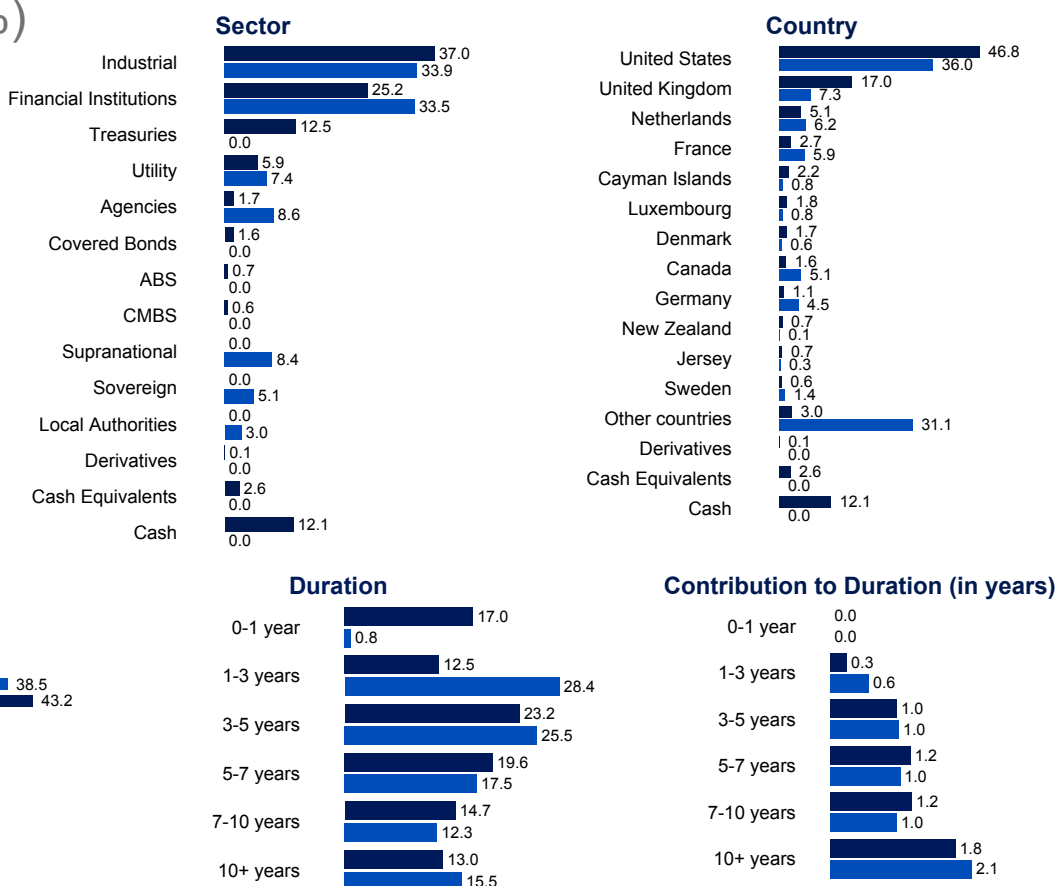 %)
Sector
Industrial 37.0
33.9
Financial Institutions 25.2
33.5
Treasuries 12.5
0.0
Utility 5.9
7.4
Agencies 1.7
8.6
Covered Bonds 1.6
0.0
ABS 0.7
0.0
CMBS 0.6
0.0
Supranational 0.0
8.4
Sovereign 0.0
5.1
Local Authorities 0.0
3.0
Derivatives 0.1
0.0
Cash Equivalents 2.6
0.0
Cash 12.1
0.0
Country
United States 46.8
36.0
United Kingdom 17.0
7.3
Netherlands 5.1
6.2
France 2.7
5.9
Cayman Islands 2.2
0.8
Luxembourg 1.8
0.8
Denmark 1.7
0.6
Canada 1.6
5.1
Germany 1.1
4.5
New Zealand 0.7
0.1
Jersey 0.7
0.3
Sweden 0.6
1.4
Other countries 3.0
31.1
Derivatives 0.1
0.0
Cash Equivalents 2.6
0.0
Cash 12.1
0.0
38.5
43.2
Duration
0-1 year 17.0
0.8
1-3 years 12.5
28.4
3-5 years 23.2
25.5
5-7 years 19.6
17.5
7-10 years 14.7
12.3
10+ years 13.0
15.5
Contribution to Duration (in years)
0-1 year 0.0
0.0
1-3 years 0.3
0.6
3-5 years 1.0
1.0
5-7 years 1.2
1.0
7-10 years 1.2
1.0
10+ years 1.8
2.1